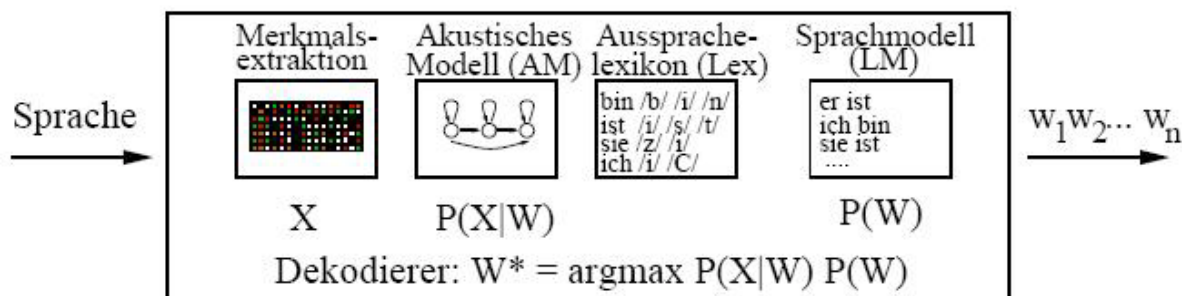 Merkmals-
extraktion
Akustisches
Modell (AM)
Aussprache-
lexikon (Lex)
Sprachmodell
(LM)
Sprache
bin /b/ /i/ /n/
ist /i/ /s/ /t/
sie /z/ /i/
ich /i/ /C/
er ist
ich bin
sie ist
....
w1w2... wn
X
P(X|W)
P(W)
Dekodierer: W* = argmax P(X|W) P(W)